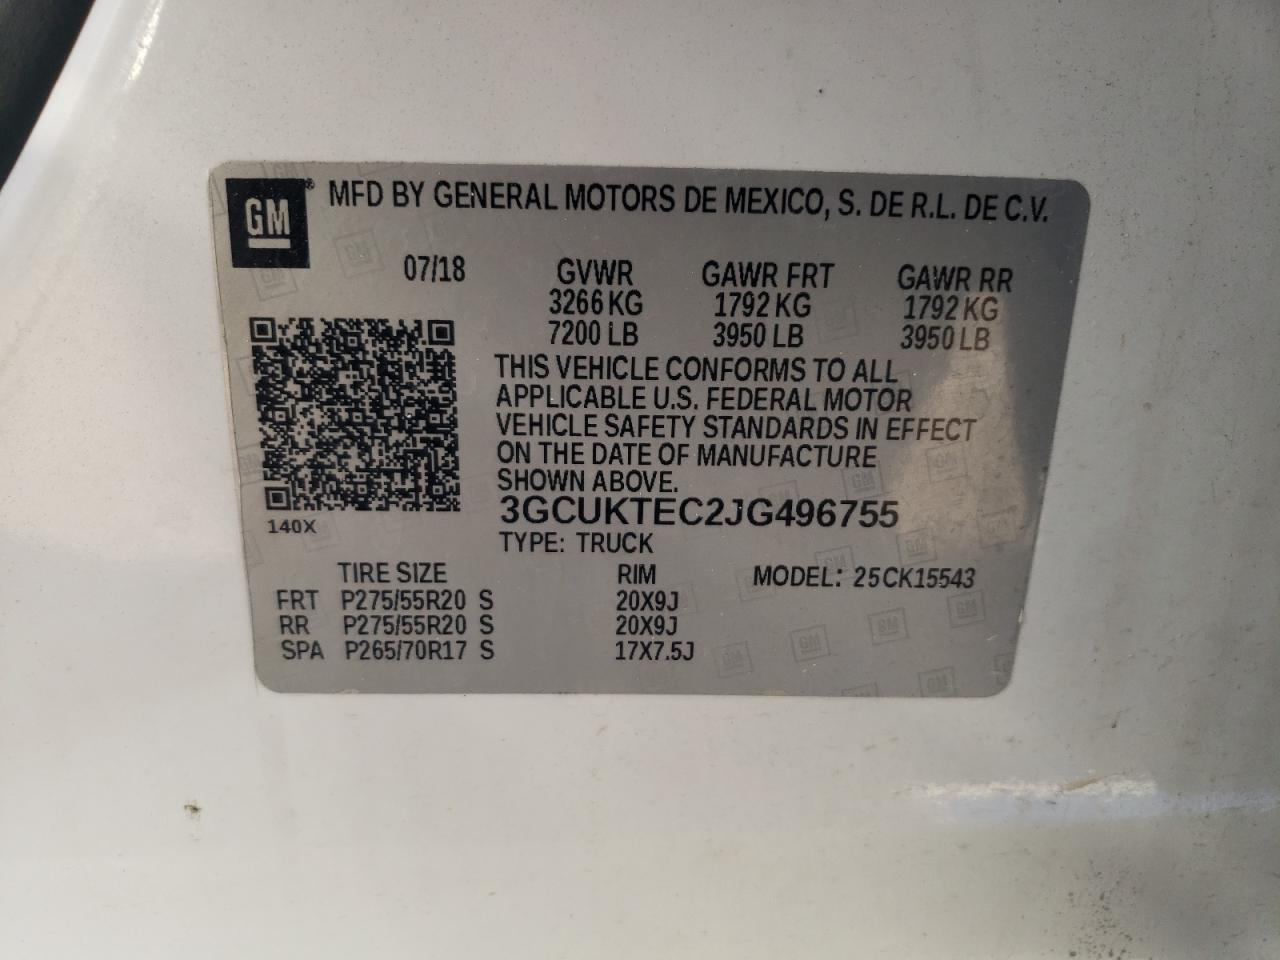 GM® MFD BY GENERAL MOTORS DE MEXICO, S. DE R.L. DE C.V.
07/18 GVWR GAWR FRT GAWR RR
3266 KG 1792 KG 1792 KG
7200 LB 3950 LB 3950 LB
THIS VEHICLE CONFORMS TO ALL
APPLICABLE U.S. FEDERAL MOTOR
VEHICLE SAFETY STANDARDS IN EFFECT
ON THE DATE OF MANUFACTURE
SHOWN ABOVE.
3GCUKTEC2JG496755
140X
TYPE: TRUCK
TIRE SIZE RIM MODEL: 25CK15543
FRT P275/55R20 S 20X9J
RR P275/55R20 S 20X9J
SPA P265/70R17 S 17X7.5J